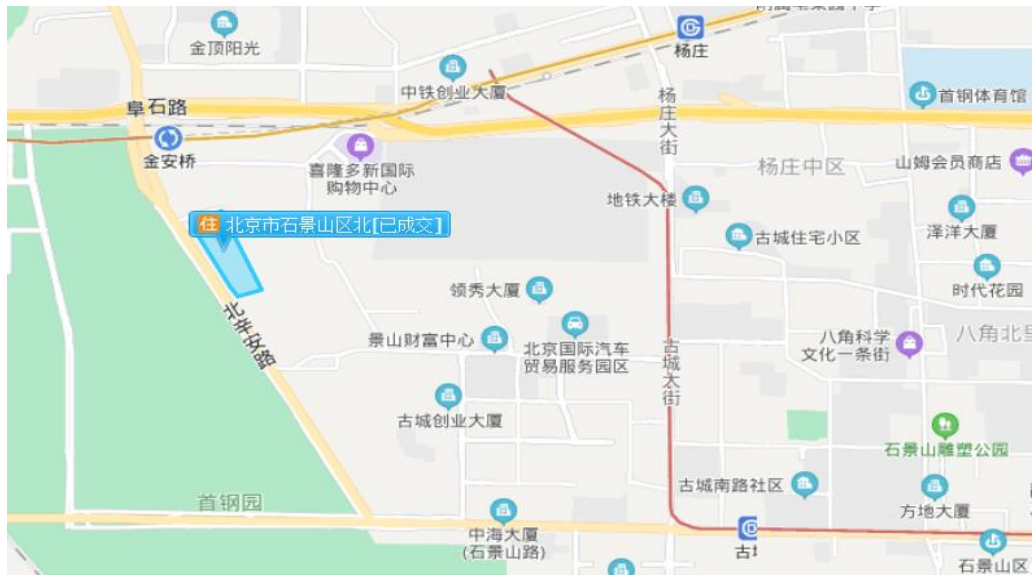 金顶阳光
杨庄
中铁创业大厦
阜石路
首钢体育馆
杨庄大街
金安桥
喜隆多新国际
购物中心
杨庄中区
山姆会员商店
地铁大楼
住 北京市石景山区北[已成交]
古城住宅小区
泽洋大厦
领秀大厦
时代花园
北辛安路
景山财富中心
北京国际汽车
贸易服务园区
古城大街
八角科学
文化一条街
八角北里
古城创业大厦
石景山雕塑公园
首钢园
古城南路社区
方地大厦
中海大厦
(石景山路)
古
石景山区